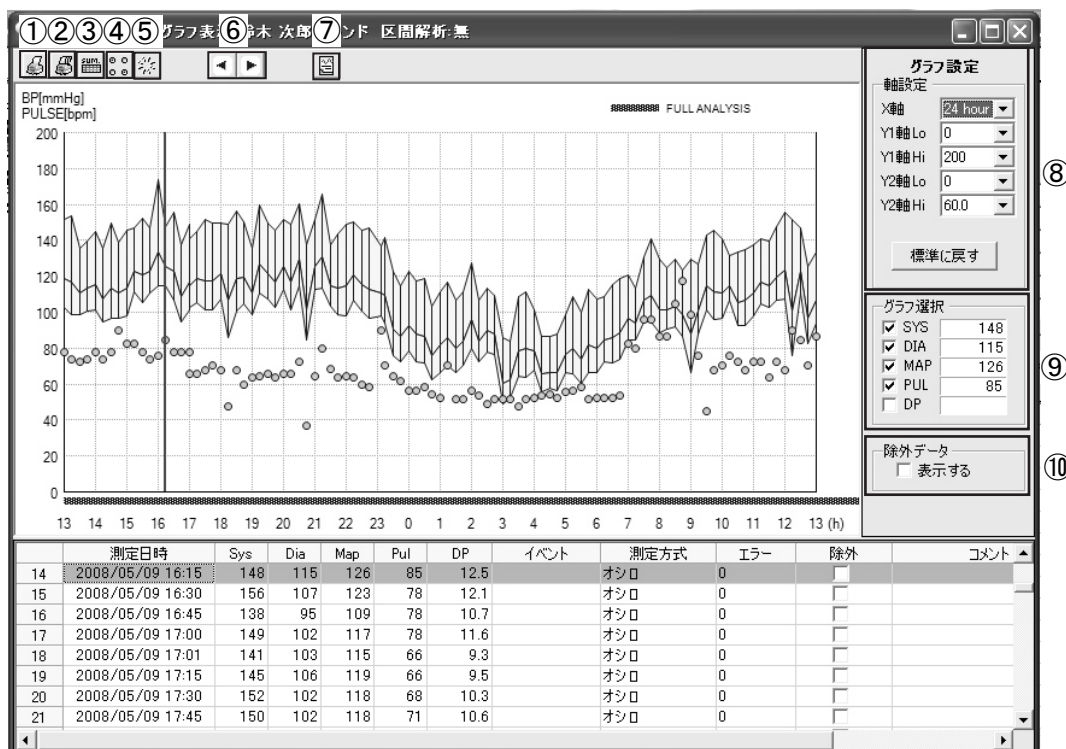 ①②③④⑤ ⑥ ⑦
グラフ表 木 次郎 ンド 区間解析:無
sum.
グラフ設定
軸設定
X軸 24 hour
Y1軸Lo 0
Y1軸Hi 200
Y2軸Lo 0
Y2軸Hi 60.0
標準に戻す
⑧
BP[mmHg]
PULSE[bpm]
FULL ANALYSIS
200
180
160
140
120
100
80
60
40
20
0
13 14 15 16 17 18 19 20 21 22 23 0 1 2 3 4 5 6 7 8 9 10 11 12 13 (h)
グラフ選択
SYS 148
DIA 115
MAP 126
PUL 85
DP
⑨
除外データ
表示する
⑩
測定日時 Sys Dia Map Pul DP イベント 測定方式 エラー 除外 コメント
14 2008/05/09 16:15 148 115 126 85 12.5 オシロ 0
15 2008/05/09 16:30 156 107 123 78 12.1 オシロ 0
16 2008/05/09 16:45 138 95 109 78 10.7 オシロ 0
17 2008/05/09 17:00 149 102 117 78 11.6 オシロ 0
18 2008/05/09 17:01 141 103 115 66 9.3 オシロ 0
19 2008/05/09 17:15 145 106 119 66 9.5 オシロ 0
20 2008/05/09 17:30 152 102 118 68 10.3 オシロ 0
21 2008/05/09 17:45 150 102 118 71 10.6 オシロ 0